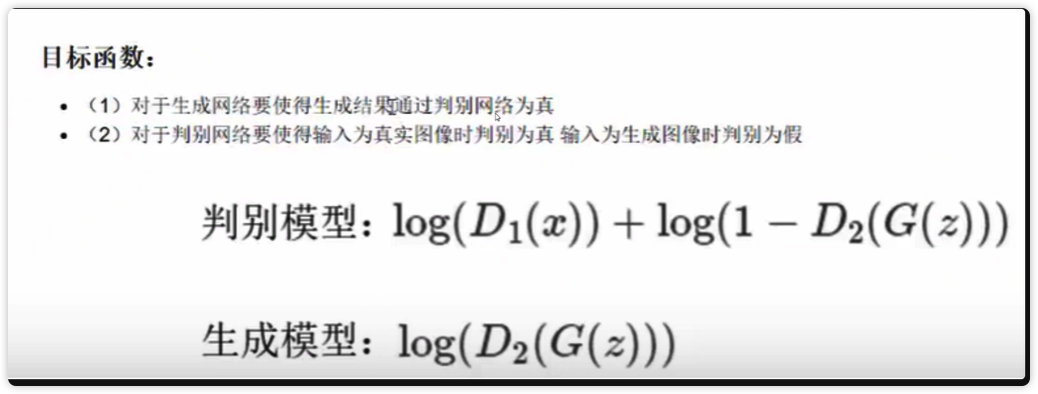 目标函数:
• （1）对于生成网络要使得生成结果通过判别网络为真
• （2）对于判别网络要使得输入为真实图像时判别为真 输入为生成图像时判别为假
判别模型: log(D₁(x)) + log(1 − D₂(G(z)))
生成模型: log(D₂(G(z)))